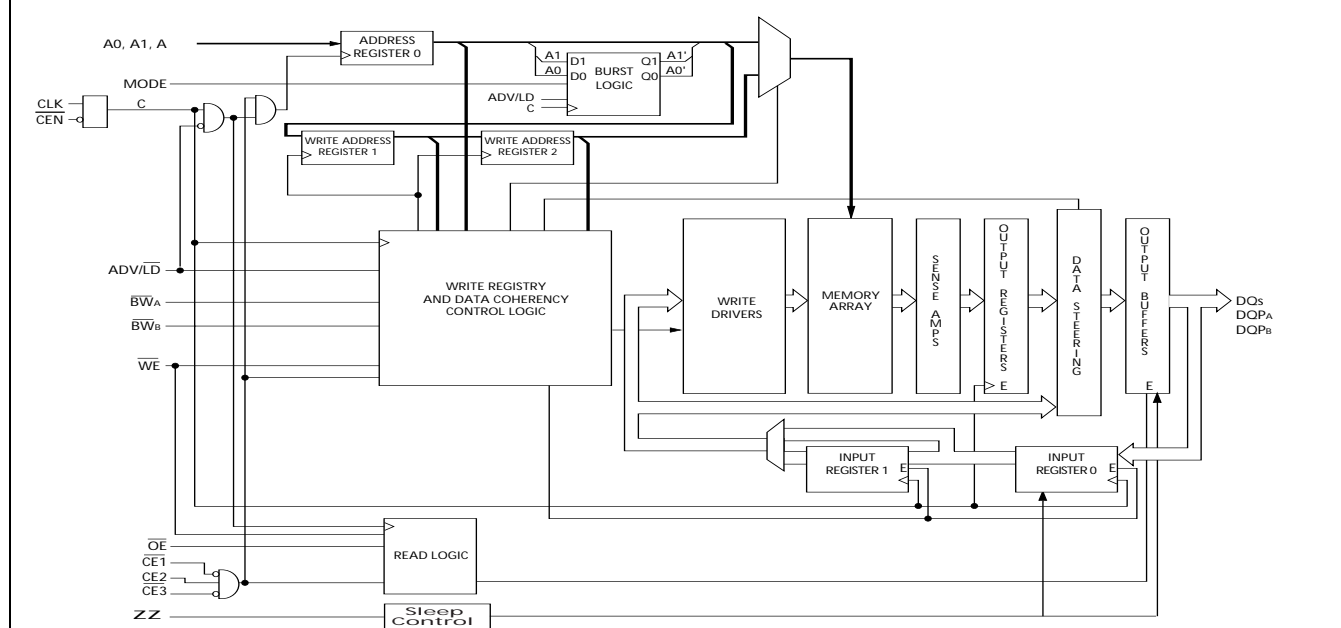 A0, A1, A
ADDRESS
REGISTER 0
MODE
A1
A0
D1
D0
BURST
LOGIC
Q1
Q0
A1'
A0'
ADV/LD
C
CLK
CEN
C
WRITE ADDRESS
REGISTER 1
WRITE ADDRESS
REGISTER 2
ADV/LD
BWA
BWB
WE
WRITE REGISTRY
AND DATA COHERENCY
CONTROL LOGIC
WRITE
DRIVERS
MEMORY
ARRAY
SENSE AMPS
OUTPUT REGISTERS
E
DATA STEERING
OUTPUT BUFFERS
E
DQs
DQPA
DQPB
INPUT
REGISTER 1
E
INPUT
REGISTER 0
E
OE
CE1
CE2
CE3
READ LOGIC
ZZ
Sleep
Control